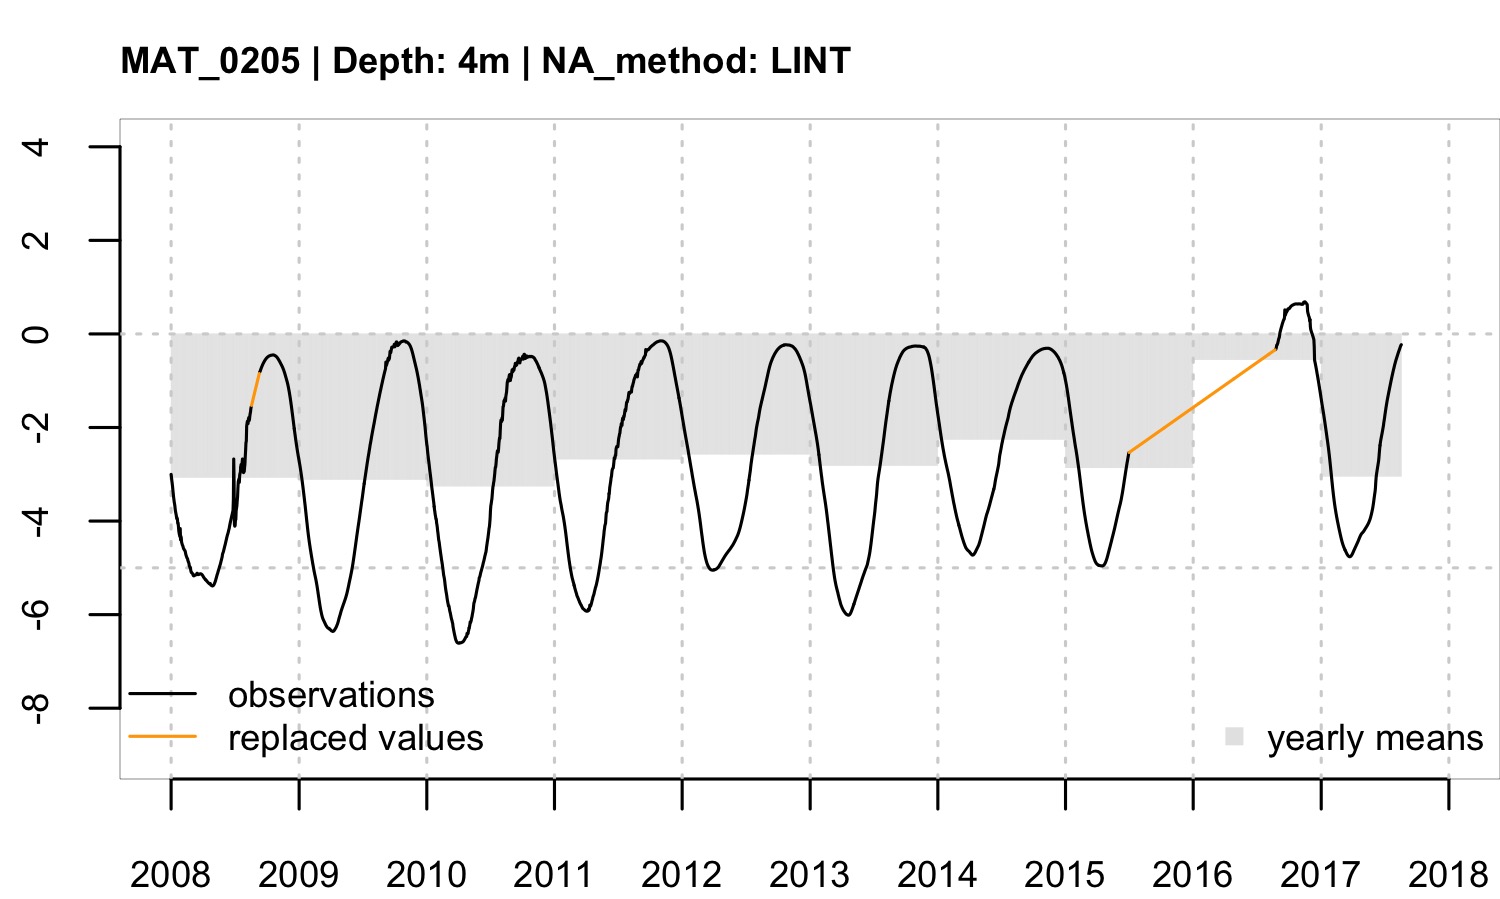 MAT_0205 | Depth: 4m | NA_method: LINT
4
2
0
-2
-4
-6
-8
observations
replaced values
yearly means
2008 2009 2010 2011 2012 2013 2014 2015 2016 2017 2018